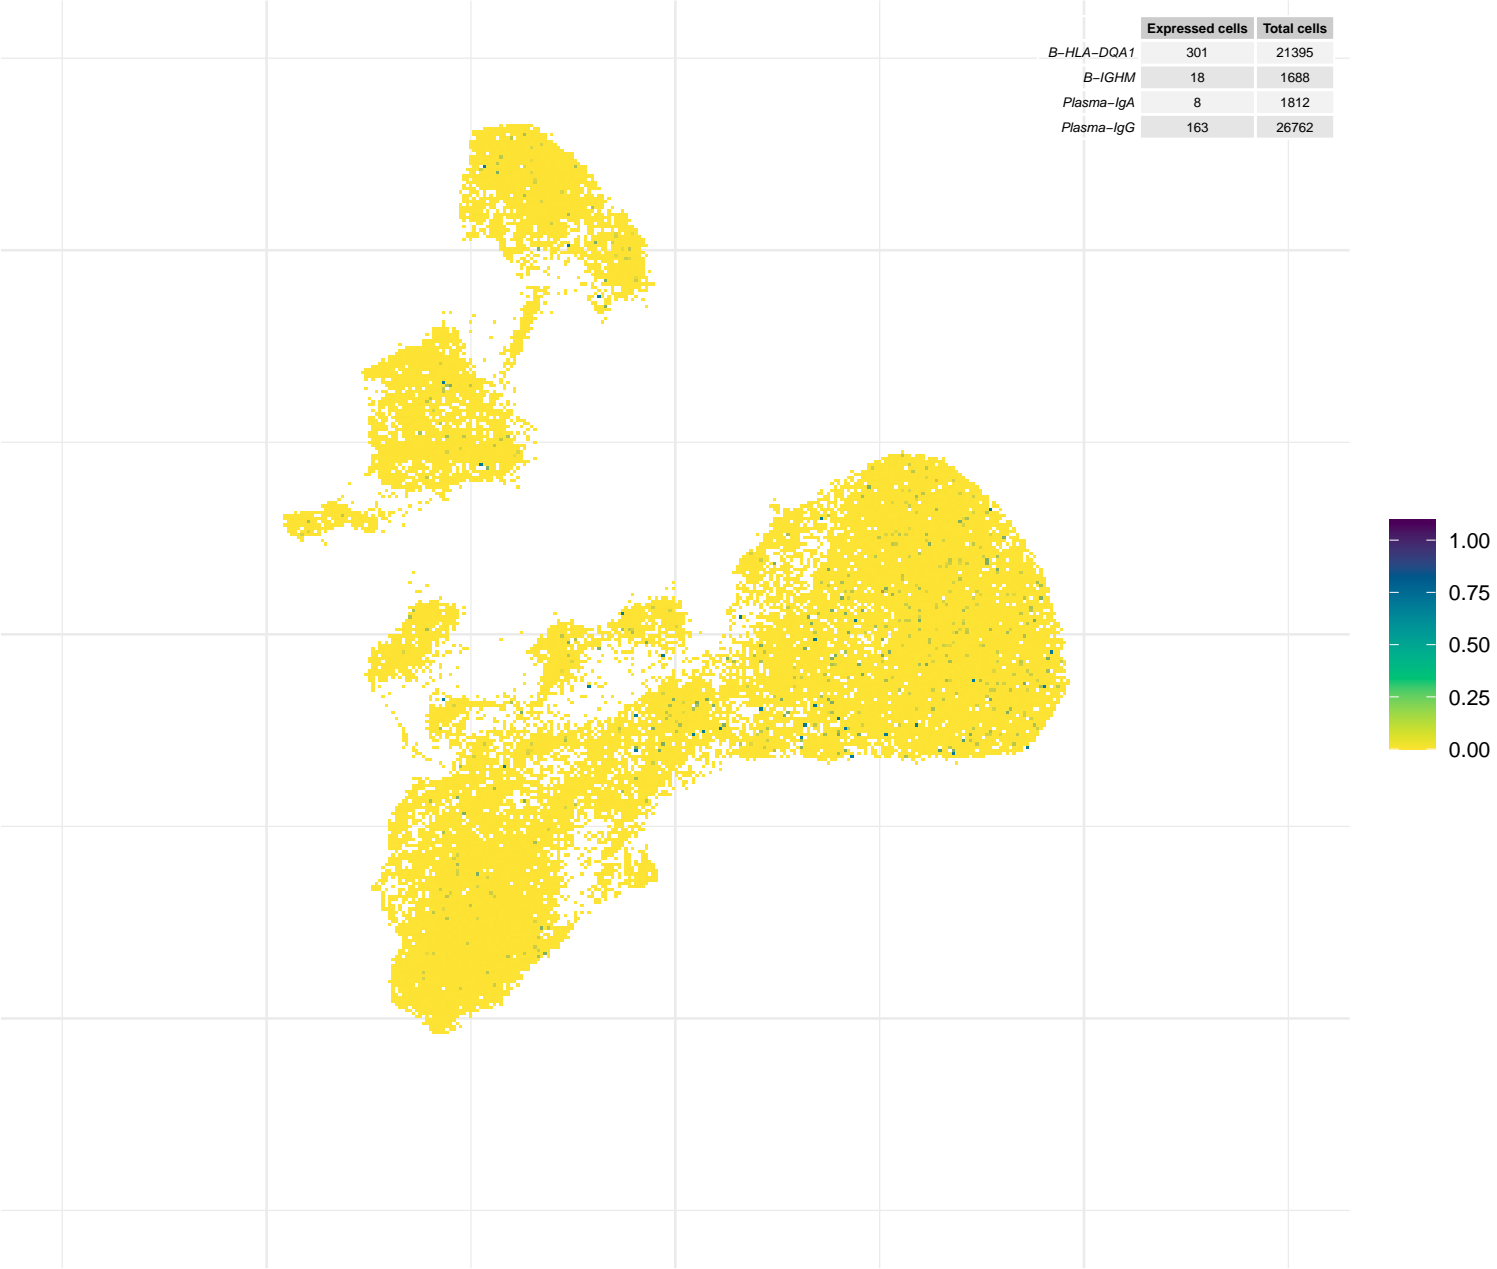 Expressed cells Total cells
B−HLA−DQA1 301 21395
B−IGHM 18 1688
Plasma−IgA 8 1812
Plasma−IgG 163 26762
1.00
0.75
0.50
0.25
0.00